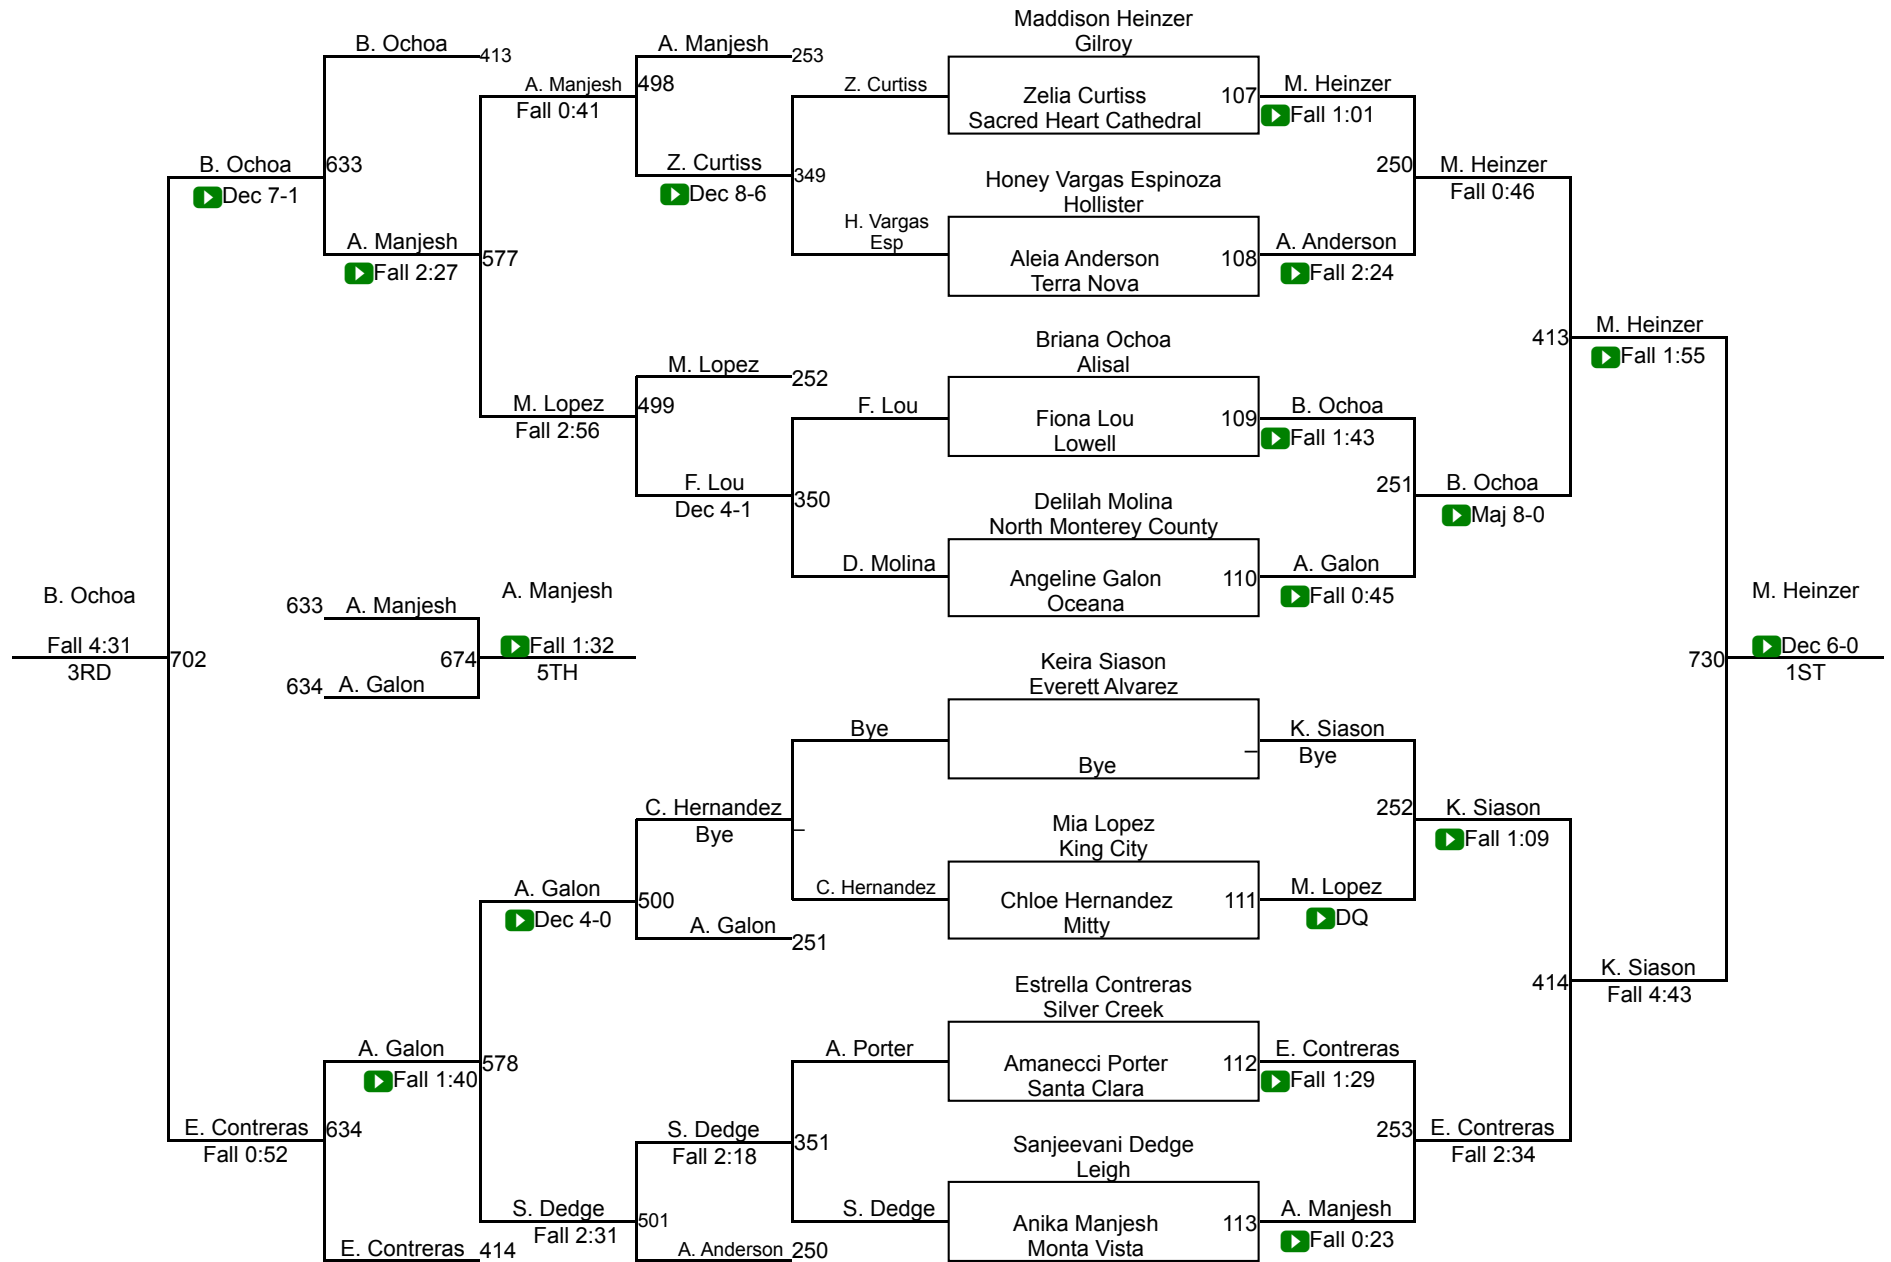 Maddison Heinzer
Gilroy
B. Ochoa
413
A. Manjesh
253
A. Manjesh
498
Fall 0:41
Z. Curtiss
Zelia Curtiss
107
Sacred Heart Cathedral
M. Heinzer
Fall 1:01
B. Ochoa
633
Dec 7-1
Z. Curtiss
349
Dec 8-6
Honey Vargas Espinoza
Hollister
250
M. Heinzer
Fall 0:46
A. Manjesh
577
Fall 2:27
H. Vargas
Esp
Aleia Anderson
108
Terra Nova
A. Anderson
Fall 2:24
Briana Ochoa
Alisal
413
M. Heinzer
Fall 1:55
M. Lopez
252
M. Lopez
499
Fall 2:56
F. Lou
Fiona Lou
109
Lowell
B. Ochoa
Fall 1:43
F. Lou
350
Dec 4-1
Delilah Molina
North Monterey County
251
B. Ochoa
Maj 8-0
D. Molina
Angeline Galon
110
Oceana
A. Galon
Fall 0:45
B. Ochoa
Fall 4:31
3RD
702
633
A. Manjesh
634
A. Galon
674
A. Manjesh
Fall 1:32
5TH
M. Heinzer
730
Dec 6-0
1ST
Keira Siason
Everett Alvarez
Bye
Bye
–
K. Siason
Bye
C. Hernandez
Bye
–
Mia Lopez
King City
252
K. Siason
Fall 1:09
A. Galon
500
Dec 4-0
C. Hernandez
Chloe Hernandez
111
Mitty
M. Lopez
DQ
A. Galon
251
Estrella Contreras
Silver Creek
414
K. Siason
Fall 4:43
A. Galon
578
Fall 1:40
A. Porter
Amanecci Porter
112
Santa Clara
E. Contreras
Fall 1:29
E. Contreras
634
Fall 0:52
S. Dedge
351
Fall 2:18
Sanjeevani Dedge
Leigh
253
E. Contreras
Fall 2:34
S. Dedge
501
Fall 2:31
S. Dedge
Anika Manjesh
113
Monta Vista
A. Manjesh
Fall 0:23
E. Contreras
414
A. Anderson
250